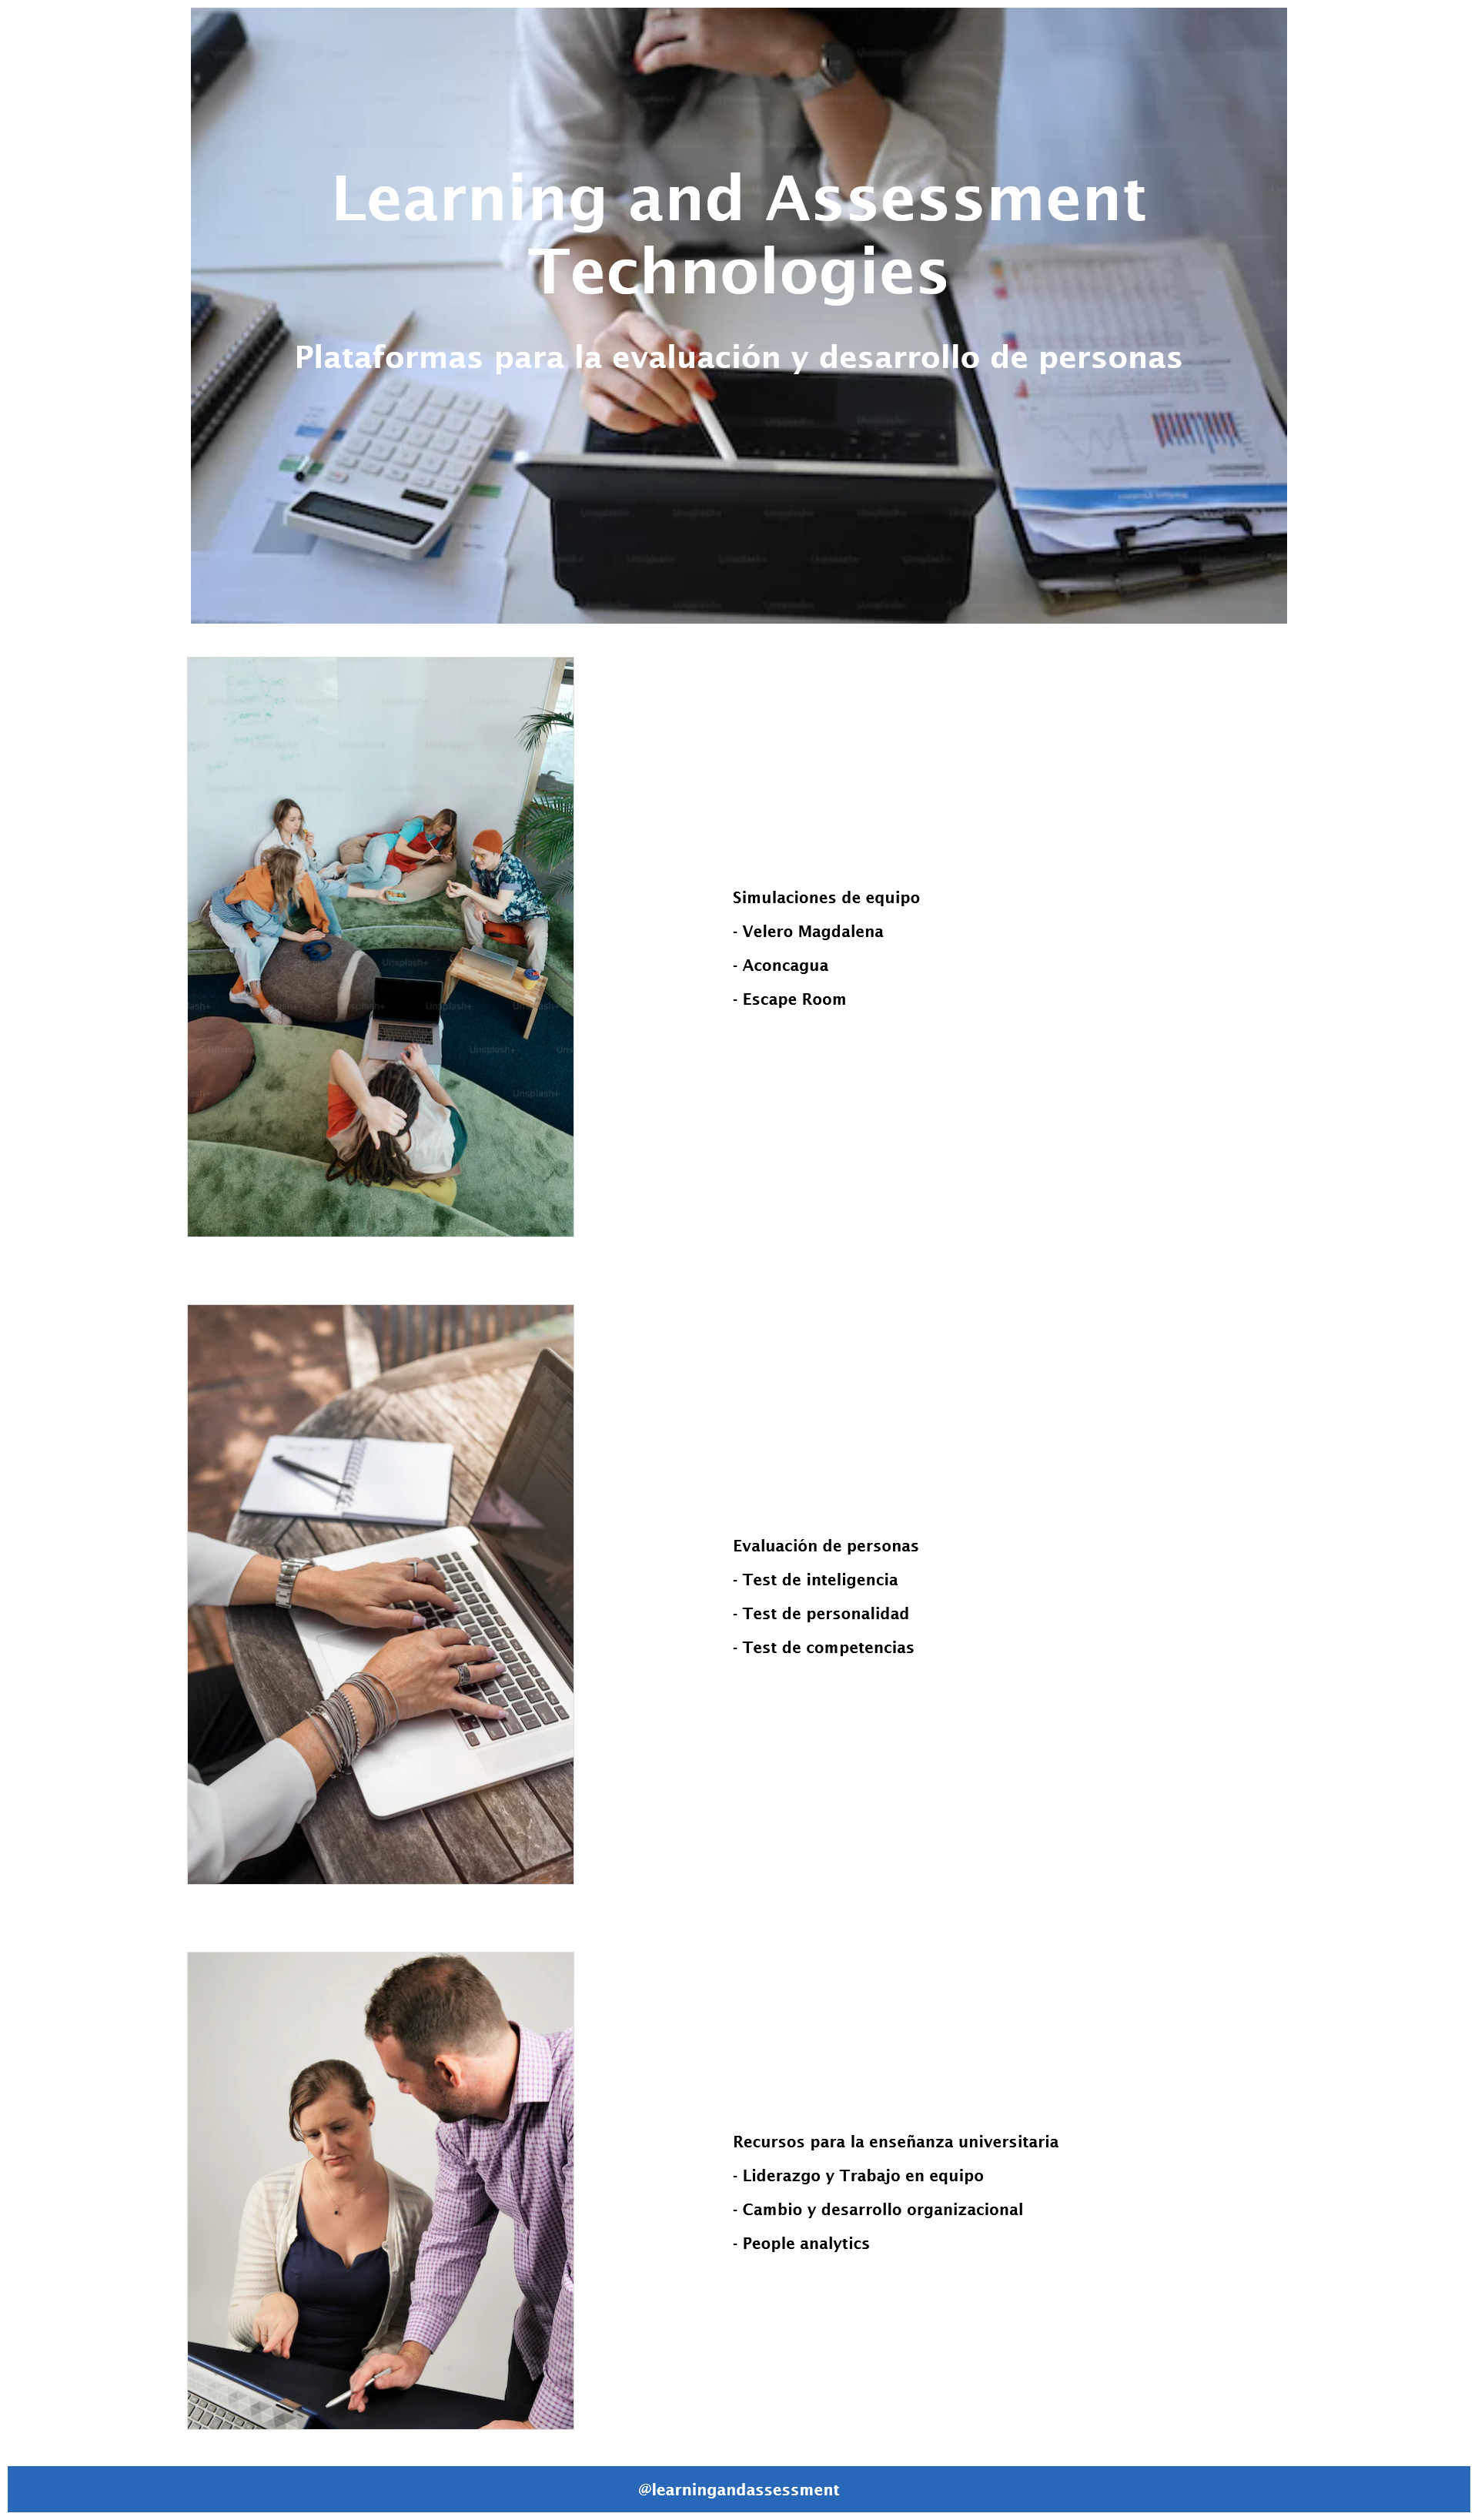 Learning and Assessment
Technologies
Plataformas para la evaluación y desarrollo de personas
Simulaciones de equipo
- Velero Magdalena
- Aconcagua
- Escape Room
Evaluación de personas
- Test de inteligencia
- Test de personalidad
- Test de competencias
Recursos para la enseñanza universitaria
- Liderazgo y Trabajo en equipo
- Cambio y desarrollo organizacional
- People analytics
@learningandassessment